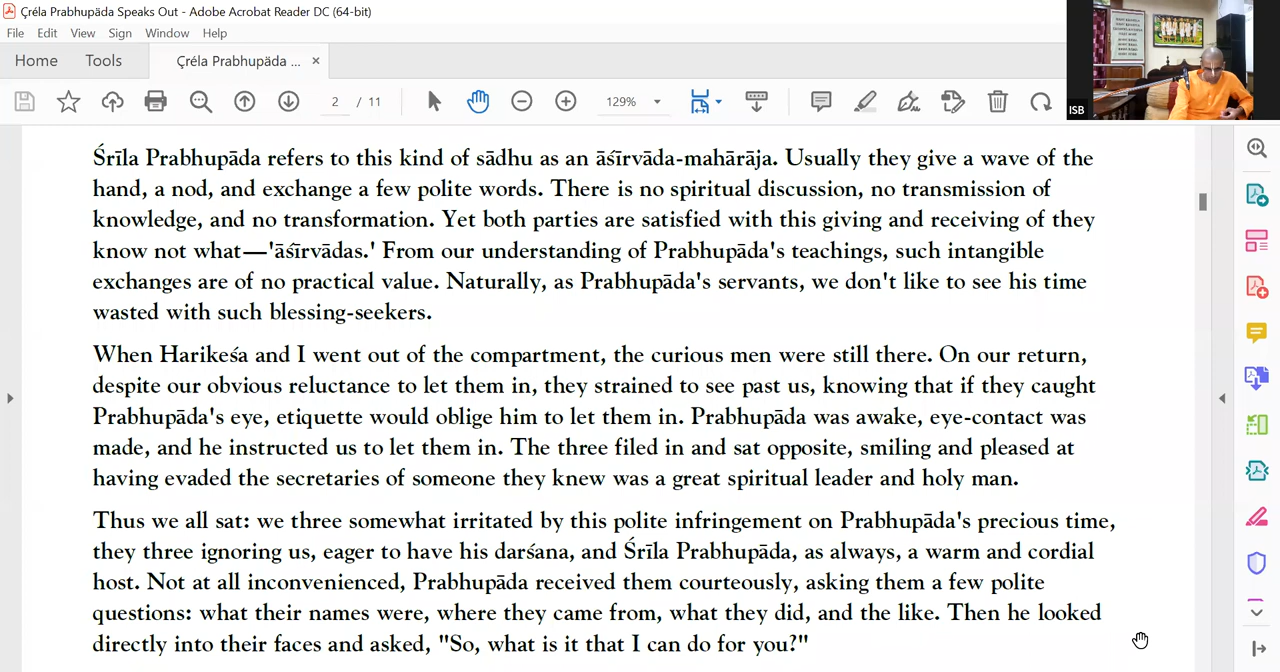 Çréla Prabhupäda Speaks Out - Adobe Acrobat Reader DC (64-bit)
File Edit View Sign Window Help
Home Tools Çréla Prabhupäda ... ×
2 / 11 129%
ISB
Śrīla Prabhupāda refers to this kind of sādhu as an āśīrvāda-mahārāja. Usually they give a wave of the
hand, a nod, and exchange a few polite words. There is no spiritual discussion, no transmission of
knowledge, and no transformation. Yet both parties are satisfied with this giving and receiving of they
know not what—'āśīrvādas.' From our understanding of Prabhupāda's teachings, such intangible
exchanges are of no practical value. Naturally, as Prabhupāda's servants, we don't like to see his time
wasted with such blessing-seekers.
When Harikeśa and I went out of the compartment, the curious men were still there. On our return,
despite our obvious reluctance to let them in, they strained to see past us, knowing that if they caught
Prabhupāda's eye, etiquette would oblige him to let them in. Prabhupāda was awake, eye-contact was
made, and he instructed us to let them in. The three filed in and sat opposite, smiling and pleased at
having evaded the secretaries of someone they knew was a great spiritual leader and holy man.
Thus we all sat: we three somewhat irritated by this polite infringement on Prabhupāda's precious time,
they three ignoring us, eager to have his darśana, and Śrīla Prabhupāda, as always, a warm and cordial
host. Not at all inconvenienced, Prabhupāda received them courteously, asking them a few polite
questions: what their names were, where they came from, what they did, and the like. Then he looked
directly into their faces and asked, "So, what is it that I can do for you?"